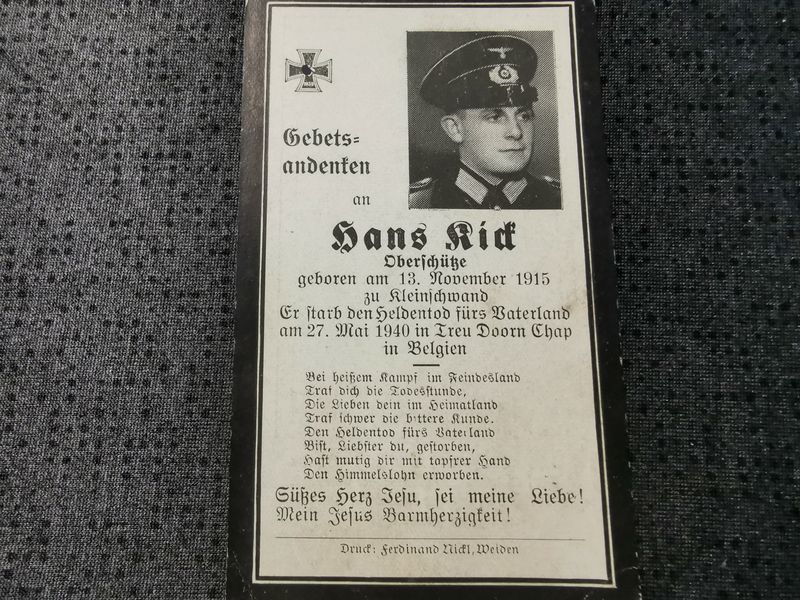 Gebets-
andenken
an
Hans Kick
Oberschütze
geboren am 13. November 1915
zu Kleinschwand
Er starb den Heldentod fürs Vaterland
am 27. Mai 1940 in Treu Doorn Chap
in Belgien
Bei heißem Kampf im Feindesland
Traf dich die Todesstunde,
Die Lieben dein im Heimatland
Traf schwer die bittere Kunde.
Den Heldentod fürs Vaterland
Bist, Liebster du, gestorben,
Hast mutig dir mit topfrer Hand
Den Himmelslohn erworben.
Süßes Herz Jesu, sei meine Liebe!
Mein Jesus Barmherzigkeit!
Druck: Ferdinand Nickl, Weiden